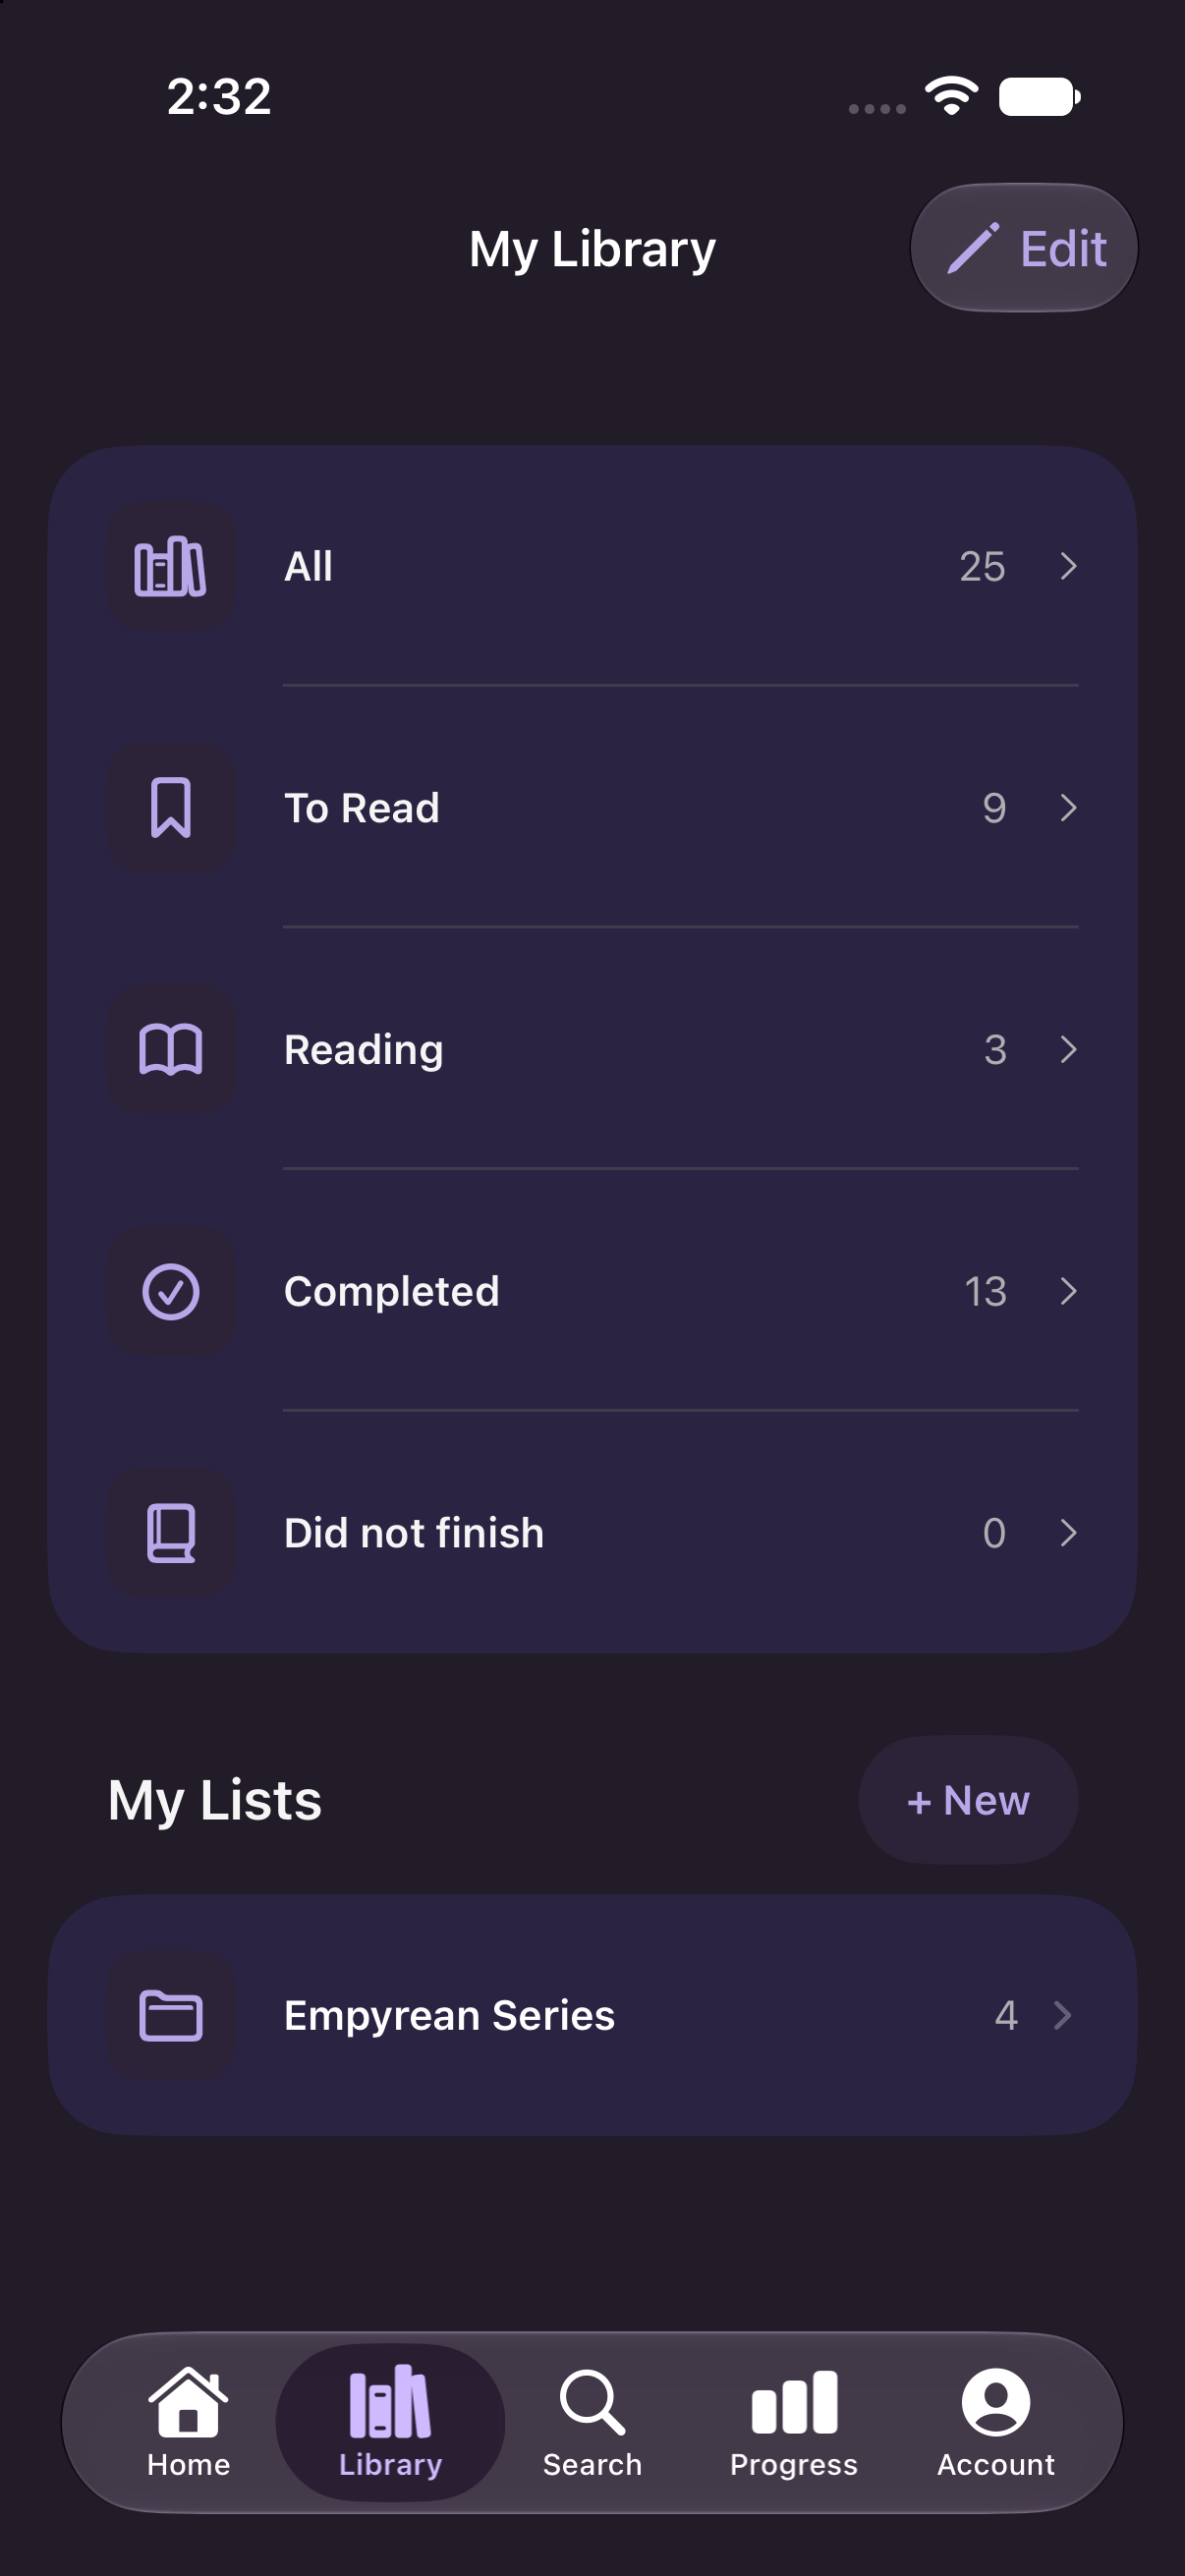 2:32
My Library
Edit
All 25
To Read 9
Reading 3
Completed 13
Did not finish 0
My Lists
+ New
Empyrean Series 4
Home Library Search Progress Account